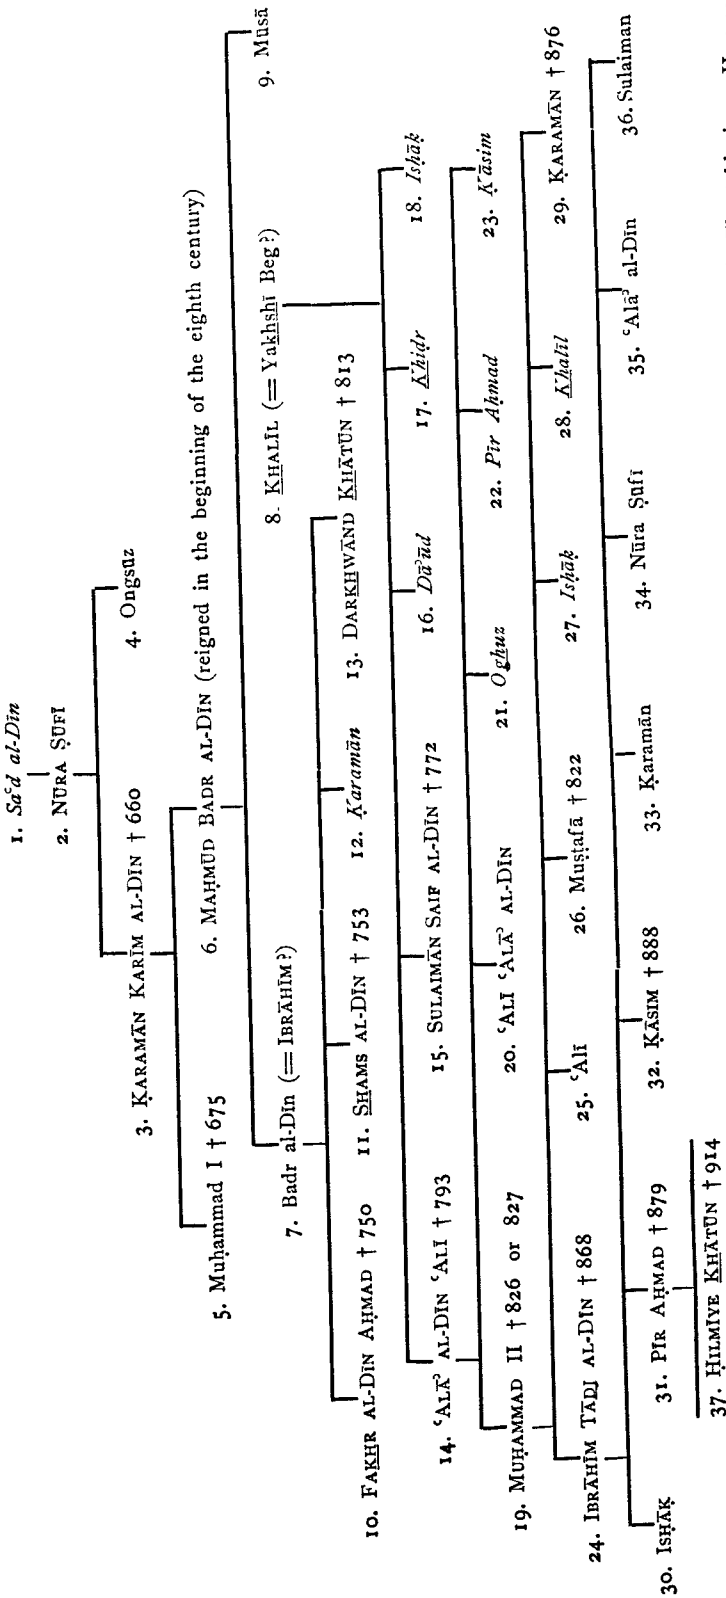 1. Saʿd al-Dīn
2. NŪRA ṢŪFĪ
3. ḲARAMĀN KARĪM AL-DĪN † 660
4. Ongsūz
5. Muḥammad I † 675
6. MAḤMŪD BADR AL-DĪN (reigned in the beginning of the eighth century)
7. Badr al-Dīn (= IBRĀHĪM?)
8. KHALĪL (= Yakhshī Beg?)
9. Mūsā
10. FAKHR AL-DĪN AḤMAD † 750
11. SHAMS AL-DĪN † 753
12. Ḳaramān
13. DARKHWĀND KHĀTŪN † 813
14. ʿALĀʾ AL-DĪN ʿALĪ † 793
15. SULAIMĀN SAIF AL-DĪN † 772
16. Dāʾūd
17. Khiḍr
18. Isḥāḳ
19. MUḤAMMAD II † 826 or 827
20. ʿALĪ ʿALĀʾ AL-DĪN
21. Oghuz
22. Pīr Aḥmad
23. Ḳāsim
24. IBRĀHĪM TĀDJ AL-DĪN † 868
25. ʿAlī
26. Muṣṭafā † 822
27. Isḥāḳ
28. Khalīl
29. ḲARAMĀN † 876
30. ISḤĀḲ
31. PĪR AḤMAD † 879
32. ḲĀSIM † 888
33. Ḳaramān
34. Nūra Ṣūfī
35. ʿAlāʾ al-Dīn
36. Sulaiman
37. ḤILMIYE KHĀTŪN † 914